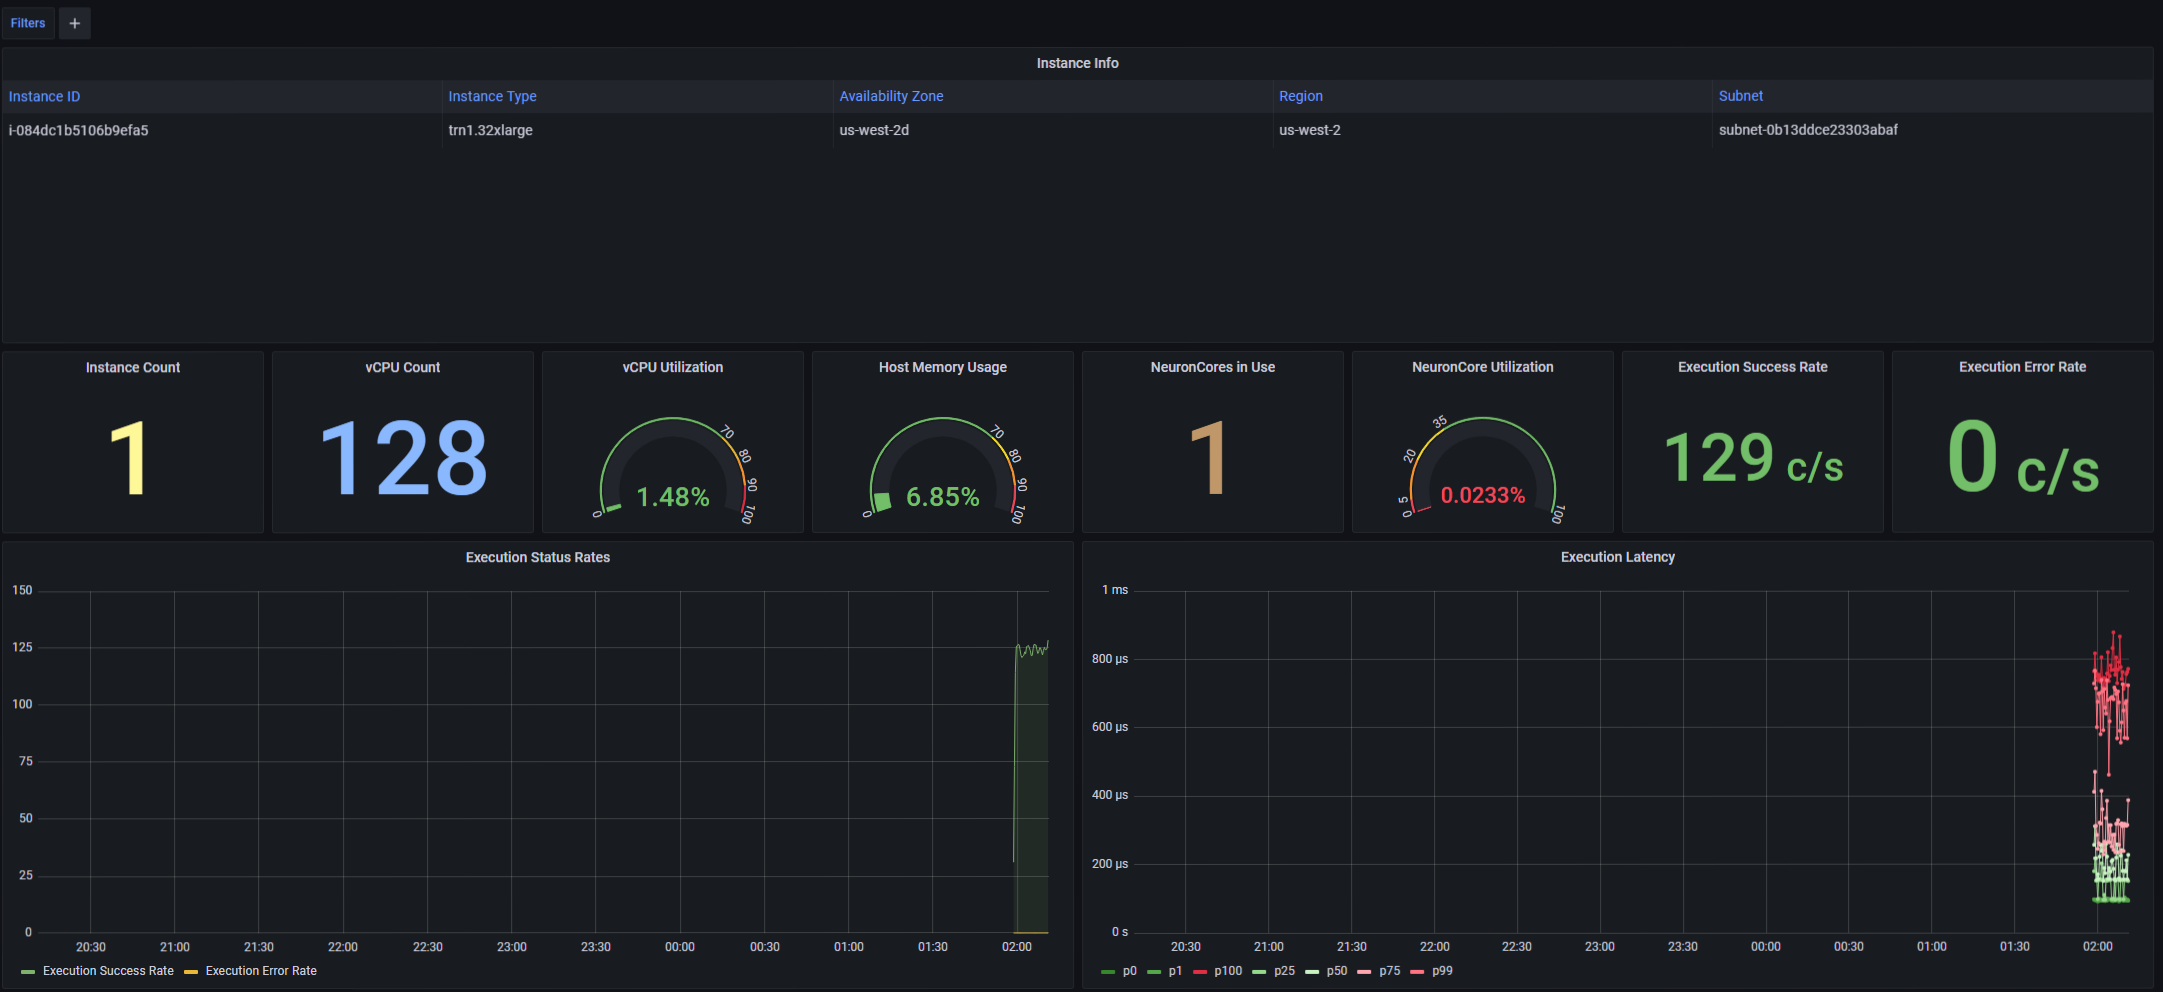 Filters +
Instance Info
Instance ID Instance Type Availability Zone Region Subnet
i-084dc1b5106b9efa5 trn1.32xlarge us-west-2d us-west-2 subnet-0b13ddce23303abaf
Instance Count
1
vCPU Count
128
vCPU Utilization
0 70 80 90 100
1.48%
Host Memory Usage
0 70 80 90 100
6.85%
NeuronCores in Use
1
NeuronCore Utilization
0 5 20 35 100
0.0233%
Execution Success Rate
129 c/s
Execution Error Rate
0 c/s
Execution Status Rates
150
125
100
75
50
25
0
20:30 21:00 21:30 22:00 22:30 23:00 23:30 00:00 00:30 01:00 01:30 02:00
Execution Success Rate Execution Error Rate
Execution Latency
1 ms
800 µs
600 µs
400 µs
200 µs
0 s
20:30 21:00 21:30 22:00 22:30 23:00 23:30 00:00 00:30 01:00 01:30 02:00
p0 p1 p100 p25 p50 p75 p99